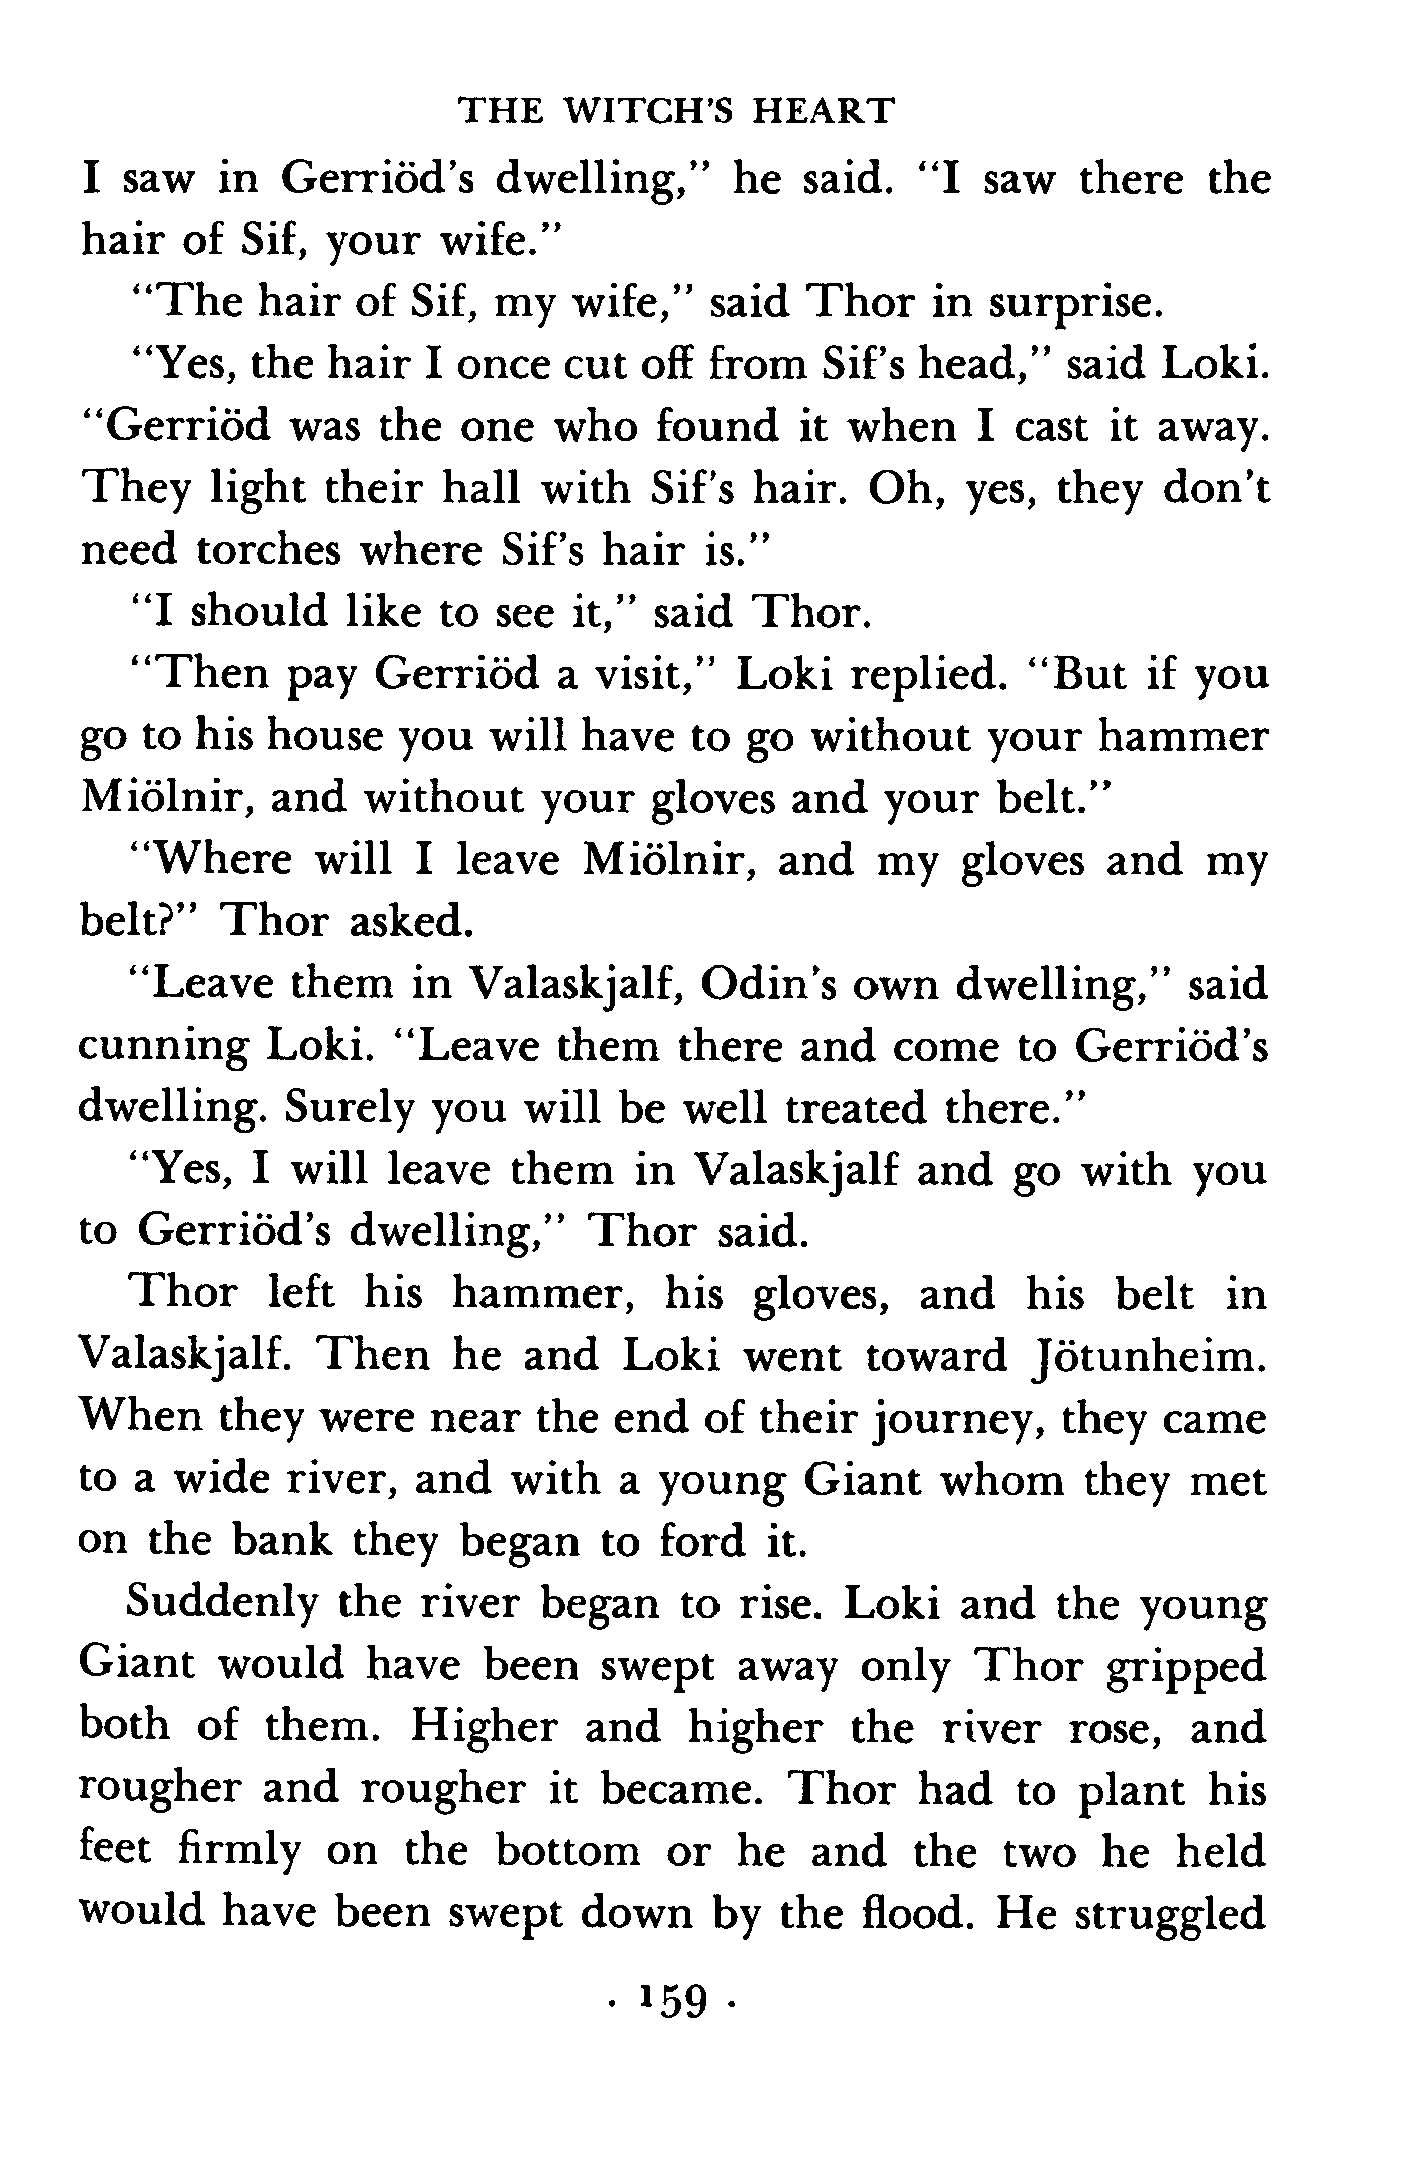 THE WITCH'S HEART
I saw in Gerriöd's dwelling," he said. "I saw there the
hair of Sif, your wife."
"The hair of Sif, my wife," said Thor in surprise.
"Yes, the hair I once cut off from Sif's head," said Loki.
"Gerriöd was the one who found it when I cast it away.
They light their hall with Sif's hair. Oh, yes, they don't
need torches where Sif's hair is."
"I should like to see it," said Thor.
"Then pay Gerriöd a visit," Loki replied. "But if you
go to his house you will have to go without your hammer
Miölnir, and without your gloves and your belt."
"Where will I leave Miölnir, and my gloves and my
belt?" Thor asked.
"Leave them in Valaskjalf, Odin's own dwelling," said
cunning Loki. "Leave them there and come to Gerriöd's
dwelling. Surely you will be well treated there."
"Yes, I will leave them in Valaskjalf and go with you
to Gerriöd's dwelling," Thor said.
Thor left his hammer, his gloves, and his belt in
Valaskjalf. Then he and Loki went toward Jötunheim.
When they were near the end of their journey, they came
to a wide river, and with a young Giant whom they met
on the bank they began to ford it.
Suddenly the river began to rise. Loki and the young
Giant would have been swept away only Thor gripped
both of them. Higher and higher the river rose, and
rougher and rougher it became. Thor had to plant his
feet firmly on the bottom or he and the two he held
would have been swept down by the flood. He struggled
· 159 ·